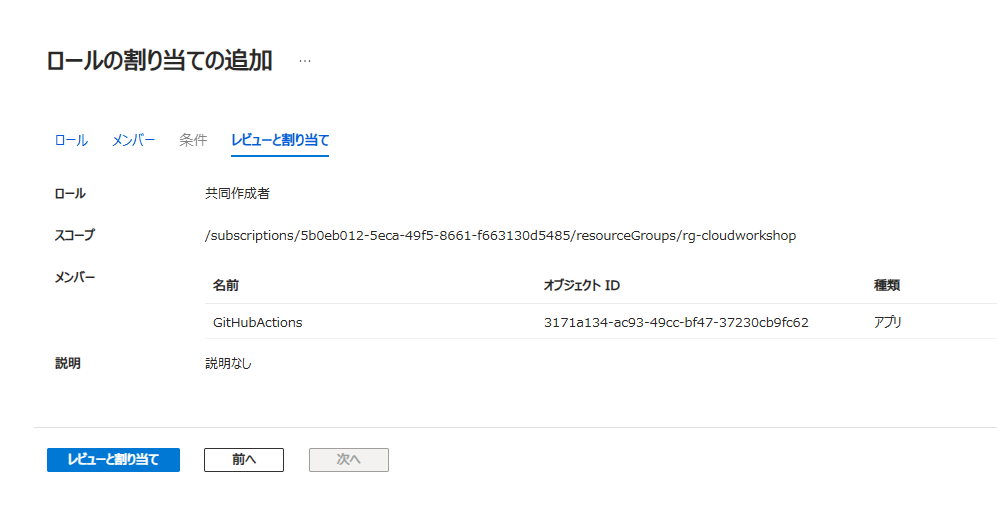 ロールの割り当ての追加 …
ロール メンバー 条件 レビューと割り当て
ロール 共同作成者
スコープ /subscriptions/5b0eb012-5eca-49f5-8661-f663130d5485/resourceGroups/rg-cloudworkshop
メンバー
名前 オブジェクト ID 種類
GitHubActions 3171a134-ac93-49cc-bf47-37230cb9fc62 アプリ
説明 説明なし
レビューと割り当て 前へ 次へ